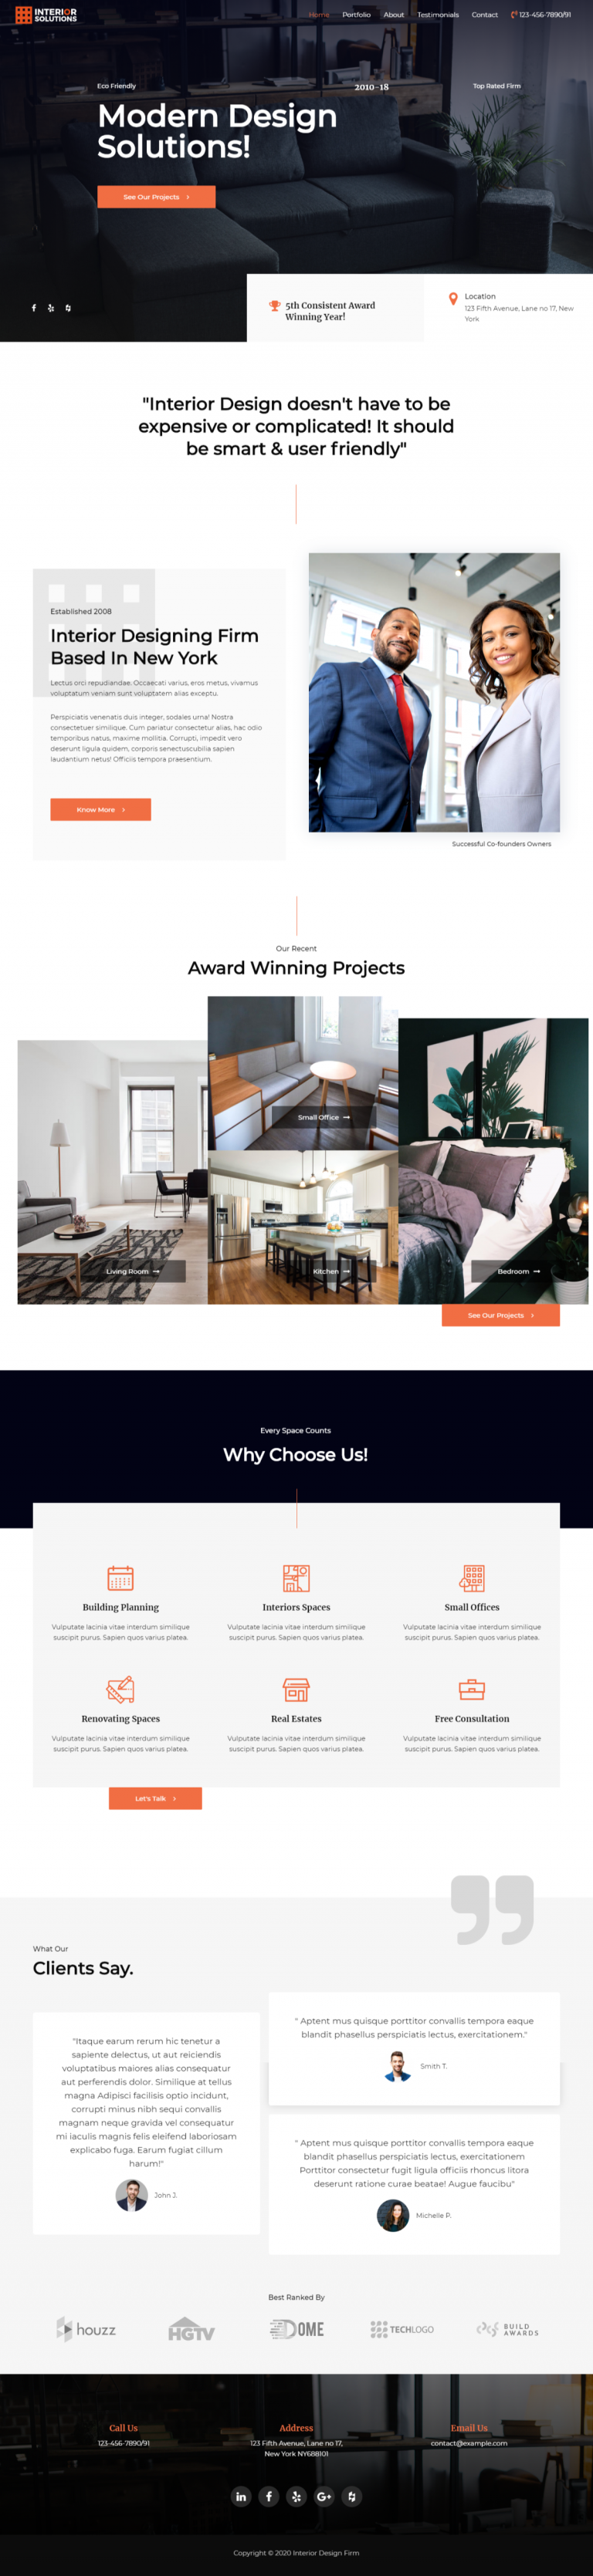 INTERIOR
SOLUTIONS
Home Portfolio About Testimonials Contact 123-456-7890/91
Eco Friendly
2010-18
Top Rated Firm
Modern Design
Solutions!
See Our Projects
5th Consistent Award
Winning Year!
Location
123 Fifth Avenue, Lane no 17, New
York
"Interior Design doesn't have to be
expensive or complicated! It should
be smart & user friendly"
Established 2008
Interior Designing Firm
Based In New York
Lectus orci repudiandae. Occaecati varius, eros metus, vivamus
voluptatum veniam sunt voluptatem alias exceptu.
Perspiciatis venenatis duis integer, sodales urna! Nostra
consectetuer similique. Cum pariatur consectetur alias, hac odio
temporibus natus, maxime mollitia. Corrupti, impedit vero
deserunt ligula quidem, corporis senectuscubilia sapien
laudantium netus! Officiis tempora praesentium.
Know More
Successful Co-founders Owners
Our Recent
Award Winning Projects
Small Office
Living Room
Kitchen
Bedroom
See Our Projects
Every Space Counts
Why Choose Us!
Building Planning
Vulputate lacinia vitae interdum similique
suscipit purus. Sapien quos varius platea.
Interiors Spaces
Vulputate lacinia vitae interdum similique
suscipit purus. Sapien quos varius platea.
Small Offices
Vulputate lacinia vitae interdum similique
suscipit purus. Sapien quos varius platea.
Renovating Spaces
Vulputate lacinia vitae interdum similique
suscipit purus. Sapien quos varius platea.
Real Estates
Vulputate lacinia vitae interdum similique
suscipit purus. Sapien quos varius platea.
Free Consultation
Vulputate lacinia vitae interdum similique
suscipit purus. Sapien quos varius platea.
Let's Talk
What Our
Clients Say.
"Itaque earum rerum hic tenetur a
sapiente delectus, ut aut reiciendis
voluptatibus maiores alias consequatur
aut perferendis dolor. Similique at tellus
magna Adipisci facilisis optio incidunt,
corrupti minus nibh sequi convallis
magnam neque gravida vel consequatur
mi iaculis magnis felis eleifend laboriosam
explicabo fuga. Earum fugiat cillum
harum!"
John J.
" Aptent mus quisque porttitor convallis tempora eaque
blandit phasellus perspiciatis lectus, exercitationem."
Smith T.
" Aptent mus quisque porttitor convallis tempora eaque
blandit phasellus perspiciatis lectus, exercitationem
Porttitor consectetur fugit ligula officiis rhoncus litora
deserunt ratione curae beatae! Augue faucibu"
Michelle P.
Best Ranked By
houzz
HGTV
DOME
TECHLOGO
BUILD
AWARDS
Call Us
123-456-7890/91
Address
123 Fifth Avenue, Lane no 17,
New York NY688101
Email Us
contact@example.com
Copyright © 2020 Interior Design Firm